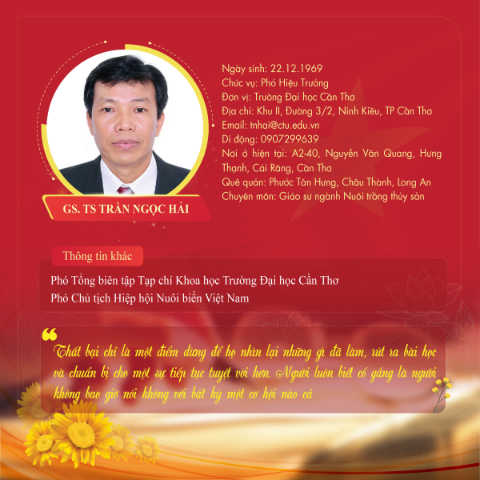 Ngày sinh: 22.12.1969
Chức vụ: Phó Hiệu Trưởng
Đơn vị: Trường Đại học Cần Thơ
Địa chỉ: Khu II, Đường 3/2, Ninh Kiều, TP Cần Thơ
Email: tnhai@ctu.edu.vn
Di động: 0907299639
Nơi ở hiện tại: A2-40, Nguyễn Văn Quang, Hưng
Thạnh, Cái Răng, Cần Thơ
Quê quán: Phước Tân Hưng, Châu Thành, Long An
Chuyên môn: Giáo sư ngành Nuôi trồng thủy sản
GS. TS TRẦN NGỌC HẢI
Thông tin khác
Phó Tổng biên tập Tạp chí Khoa học Trường Đại học Cần Thơ
Phó Chủ tịch Hiệp hội Nuôi biển Việt Nam
Thất bại chỉ là một điểm dừng để họ nhìn lại những gì đã làm, rút ra bài học
và chuẩn bị cho một sự tiếp tục tuyệt vời hơn. Người luôn biết cố gắng là người
không bao giờ nói không với bất kỳ một cơ hội nào cả